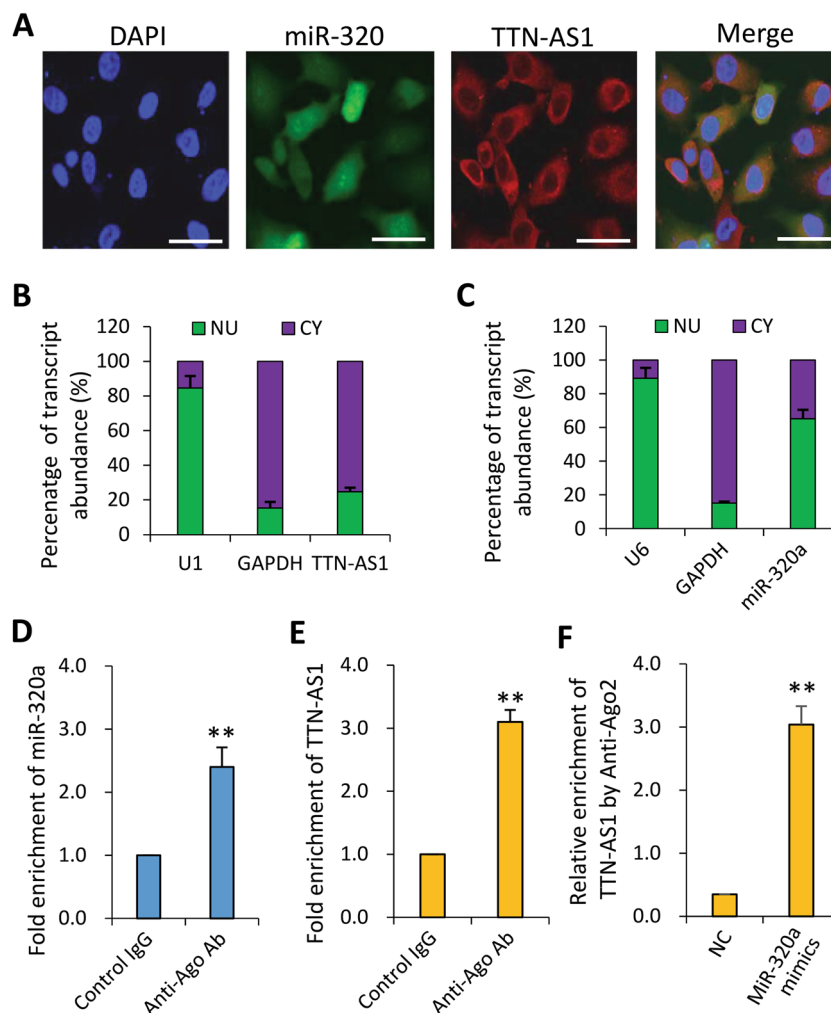 A
DAPI miR-320 TTN-AS1 Merge
B
Percenatge of transcript
abundance (%)
NU CY
120
100
80
60
40
20
0
U1 GAPDH TTN-AS1
C
Percentage of transcript
abundance (%)
NU CY
120
100
80
60
40
20
0
U6 GAPDH miR-320a
D
Fold enrichment of miR-320a
4.0
3.0
2.0
1.0
0.0
**
Control IgG Anti-Ago Ab
E
Fold enrichment of TTN-AS1
4.0
3.0
2.0
1.0
0.0
**
Control IgG Anti-Ago Ab
F
Relative enrichment of
TTN-AS1 by Anti-Ago2
4.0
3.0
2.0
1.0
0.0
**
NC MiR-320a
mimics